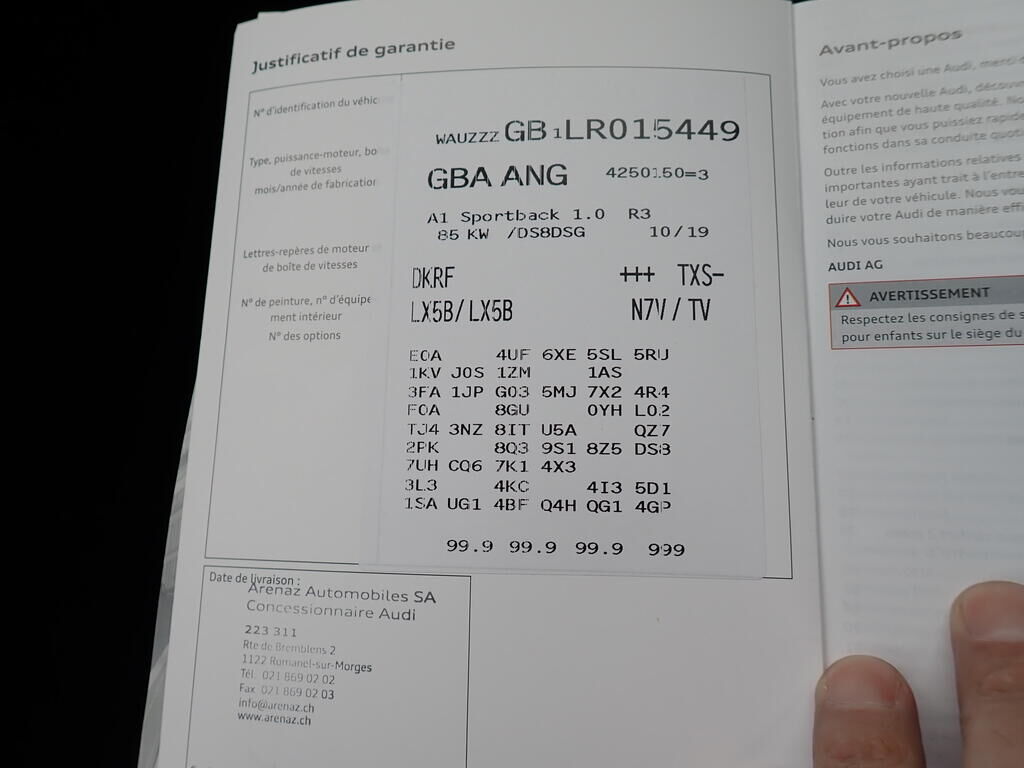 Justificatif de garantie
N° d'identification du véhic
WAUZZZ GB 1LR015449
Type, puissance-moteur, bo
de vitesses
mois/année de fabrication
GBA ANG 4250150=3
A1 Sportback 1.0 R3
85 KW /DS8DSG 10/19
Lettres-repères de moteur
de boîte de vitesses
DKRF +++ TXS-
N° de peinture, n° d'équipe
ment intérieur
LX5B/LX5B N7V / TV
N° des options
E0A 4UF 6XE 5SL 5RU
1KV J0S 1ZM 1AS
3FA 1JP G03 5MJ 7X2 4R4
F0A 8GU 0YH L02
TJ4 3NZ 8IT U5A QZ7
2PK 8Q3 9S1 8Z5 DS8
7UH CQ6 7K1 4X3
3L3 4KC 4I3 5D1
1SA UG1 4BF Q4H QG1 4GP
99.9 99.9 99.9 999
Date de livraison :
Arenaz Automobiles SA
Concessionnaire Audi
223 311
Rte de Bremblens 2
1122 Romanel-sur-Morges
Tél. 021 869 02 02
Fax 021 869 02 03
info@arenaz.ch
www.arenaz.ch
Avant-propos
Vous avez choisi une Audi, merci
Avec votre nouvelle Audi, découv
équipement de haute qualité. No
tion afin que vous puissiez rapide
fonctions dans sa conduite quoti
Outre les informations relatives
importantes ayant trait à l'entre
leur de votre véhicule. Nous vou
duire votre Audi de manière effi
Nous vous souhaitons beaucou
AUDI AG
AVERTISSEMENT
Respectez les consignes de s
pour enfants sur le siège du